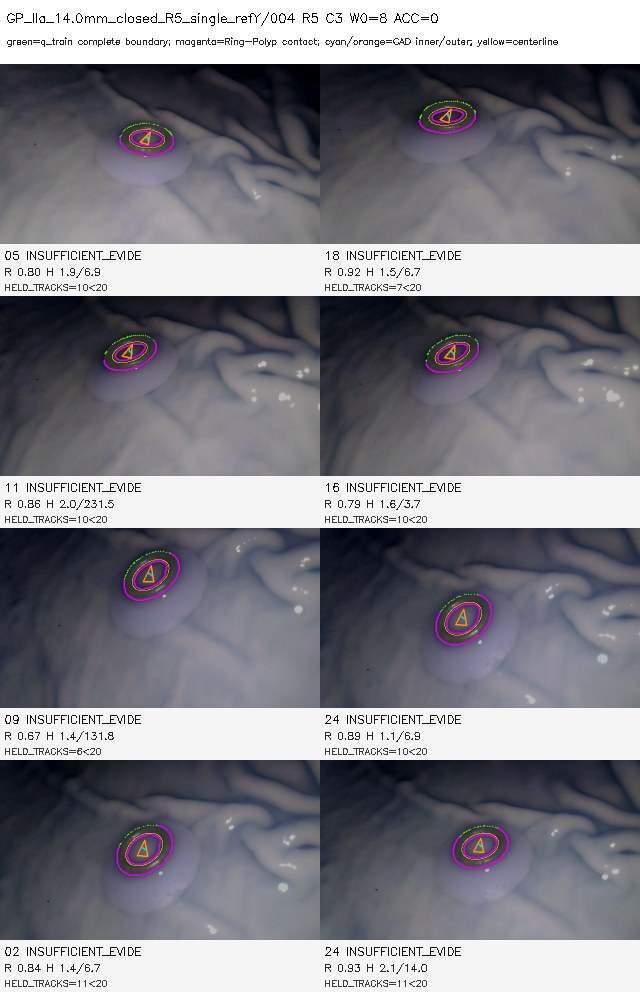 GP_IIa_14.0mm_closed_R5_single_refY/004 R5 C3 W0=8 ACC=0
green=q_train complete boundary; magenta=Ring-Polyp contact; cyan/orange=CAD inner/outer; yellow=centerline
05 INSUFFICIENT_EVIDE
R 0.80 H 1.9/6.9
HELD_TRACKS=10<20
18 INSUFFICIENT_EVIDE
R 0.92 H 1.5/6.7
HELD_TRACKS=7<20
11 INSUFFICIENT_EVIDE
R 0.86 H 2.0/231.5
HELD_TRACKS=10<20
16 INSUFFICIENT_EVIDE
R 0.79 H 1.6/3.7
HELD_TRACKS=10<20
09 INSUFFICIENT_EVIDE
R 0.67 H 1.4/131.8
HELD_TRACKS=6<20
24 INSUFFICIENT_EVIDE
R 0.89 H 1.1/6.9
HELD_TRACKS=10<20
02 INSUFFICIENT_EVIDE
R 0.84 H 1.4/6.7
HELD_TRACKS=11<20
24 INSUFFICIENT_EVIDE
R 0.93 H 2.1/14.0
HELD_TRACKS=11<20